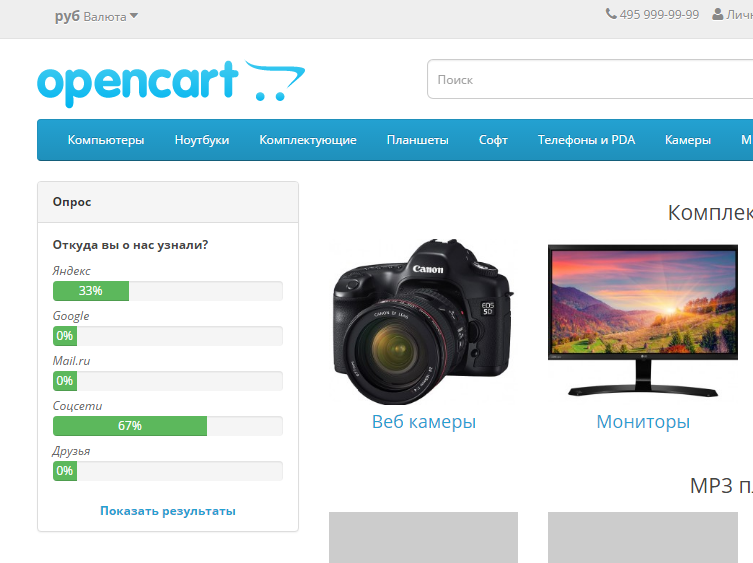 руб Валюта
495 999-99-99
Личн
opencart
Поиск
Компьютеры Ноутбуки Комплектующие Планшеты Софт Телефоны и PDA Камеры М
Опрос
Откуда вы о нас узнали?
Яндекс
33%
Google
0%
Mail.ru
0%
Соцсети
67%
Друзья
0%
Показать результаты
Комплек
Canon
EOS
5D
CANON
Веб камеры
Мониторы
MP3 пл